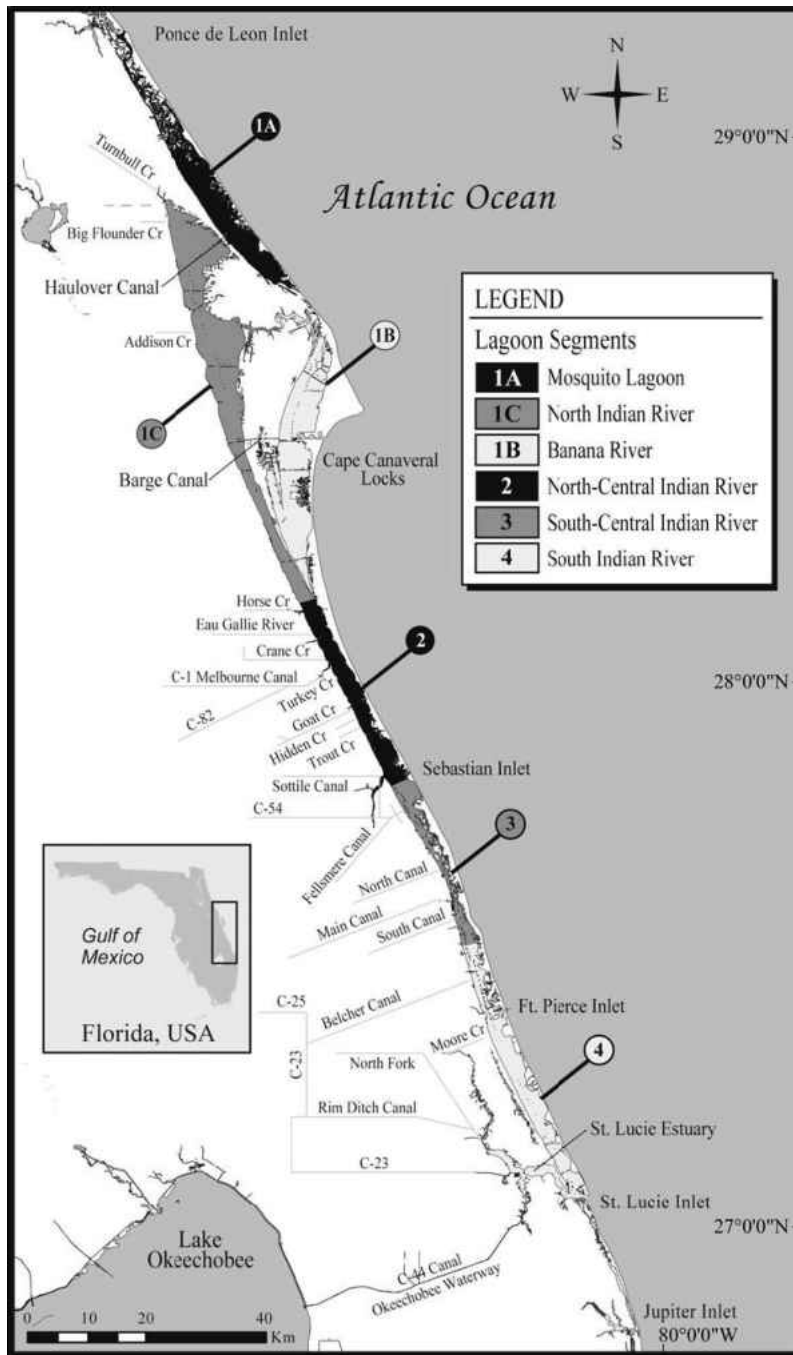 Ponce de Leon Inlet
N
W
E
S
29°0'0"N
1A
Turnbull Cr
Atlantic Ocean
Big Flounder Cr
Haulover Canal
LEGEND
Lagoon Segments
1A Mosquito Lagoon
1C North Indian River
1B Banana River
2 North-Central Indian River
3 South-Central Indian River
4 South Indian River
Addison Cr
1B
1C
Barge Canal
Cape Canaveral
Locks
Horse Cr
Eau Gallie River
Crane Cr
2
C-1 Melbourne Canal
28°0'0"N
Turkey Cr
C-82
Goat Cr
Hidden Cr
Trout Cr
Sebastian Inlet
Sottile Canal
C-54
3
Fellsmere Canal
North Canal
Main Canal
South Canal
Gulf of
Mexico
Florida, USA
C-25
Belcher Canal
Ft. Pierce Inlet
C-23
Moore Cr
North Fork
4
Rim Ditch Canal
St. Lucie Estuary
C-23
St. Lucie Inlet
27°0'0"N
Lake
Okeechobee
C-44 Canal
Okeechobee Waterway
Jupiter Inlet
80°0'0"W
0 10 20 40
Km